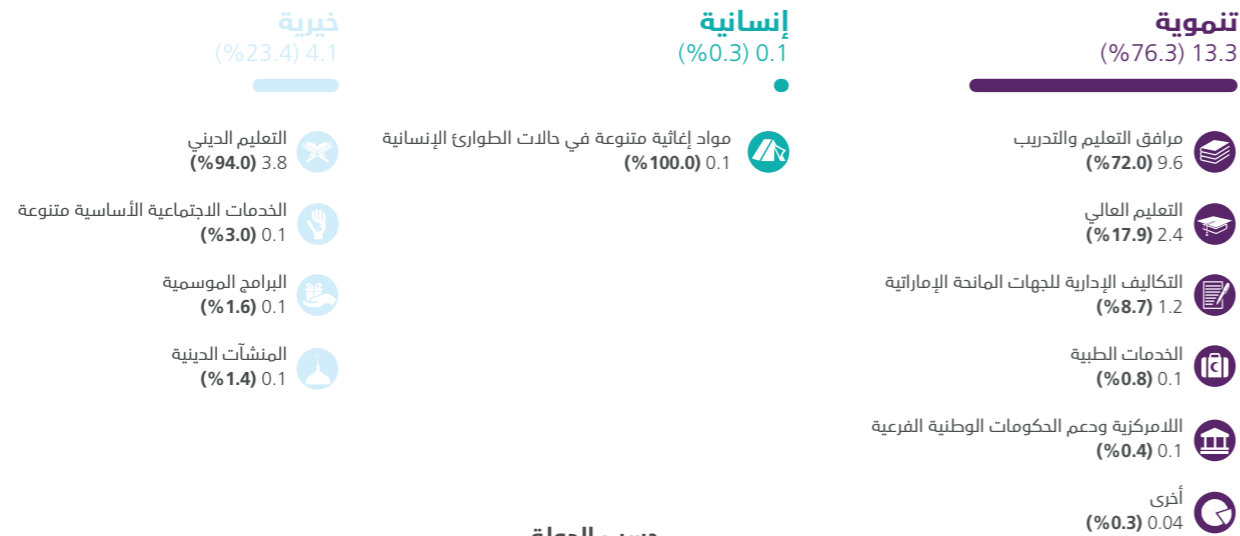 تنموية
13.3 (%76.3)
مرافق التعليم والتدريب
9.6 (%72.0)
التعليم العالي
2.4 (%17.9)
التكاليف الإدارية للجهات المانحة الإماراتية
1.2 (%8.7)
الخدمات الطبية
0.1 (%0.8)
اللامركزية ودعم الحكومات الوطنية الفرعية
0.1 (%0.4)
أخرى
0.04 (%0.3)
إنسانية
0.1 (%0.3)
مواد إغاثية متنوعة في حالات الطوارئ الإنسانية
0.1 (%100.0)
خيرية
4.1 (%23.4)
التعليم الديني
3.8 (%94.0)
الخدمات الاجتماعية الأساسية متنوعة
0.1 (%3.0)
البرامج الموسمية
0.1 (%1.6)
المنشآت الدينية
0.1 (%1.4)
حسب الدولة